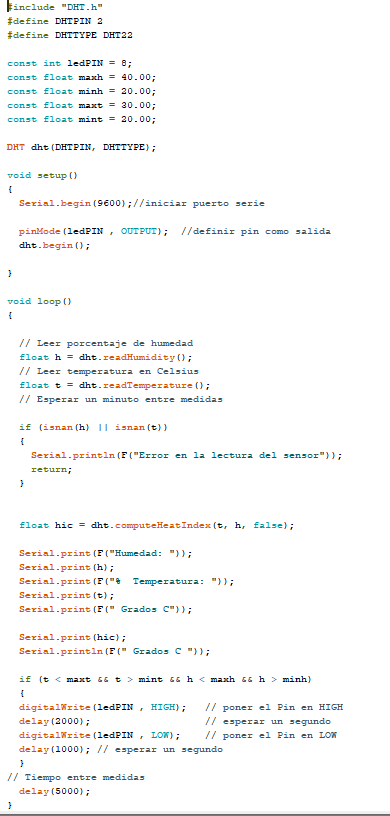 #include "DHT.h"
#define DHTPIN 2
#define DHTTYPE DHT22
const int ledPIN = 8;
const float maxh = 40.00;
const float minh = 20.00;
const float maxt = 30.00;
const float mint = 20.00;
DHT dht(DHTPIN, DHTTYPE);
void setup()
{
Serial.begin(9600);//iniciar puerto serie
pinMode(ledPIN , OUTPUT);  //definir pin como salida
dht.begin();
}
void loop()
{
// Leer porcentaje de humedad
float h = dht.readHumidity();
// Leer temperatura en Celsius
float t = dht.readTemperature();
// Esperar un minuto entre medidas
if (isnan(h) || isnan(t))
{
Serial.println(F("Error en la lectura del sensor"));
return;
}
float hic = dht.computeHeatIndex(t, h, false);
Serial.print(F("Humedad: "));
Serial.print(h);
Serial.print(F("%  Temperatura: "));
Serial.print(t);
Serial.print(F(" Grados C"));
Serial.print(hic);
Serial.println(F(" Grados C "));
if (t < maxt && t > mint && h < maxh && h > minh)
{
digitalWrite(ledPIN , HIGH);   // poner el Pin en HIGH
delay(2000);                   // esperar un segundo
digitalWrite(ledPIN , LOW);    // poner el Pin en LOW
delay(1000); // esperar un segundo
}
// Tiempo entre medidas
delay(5000);
}